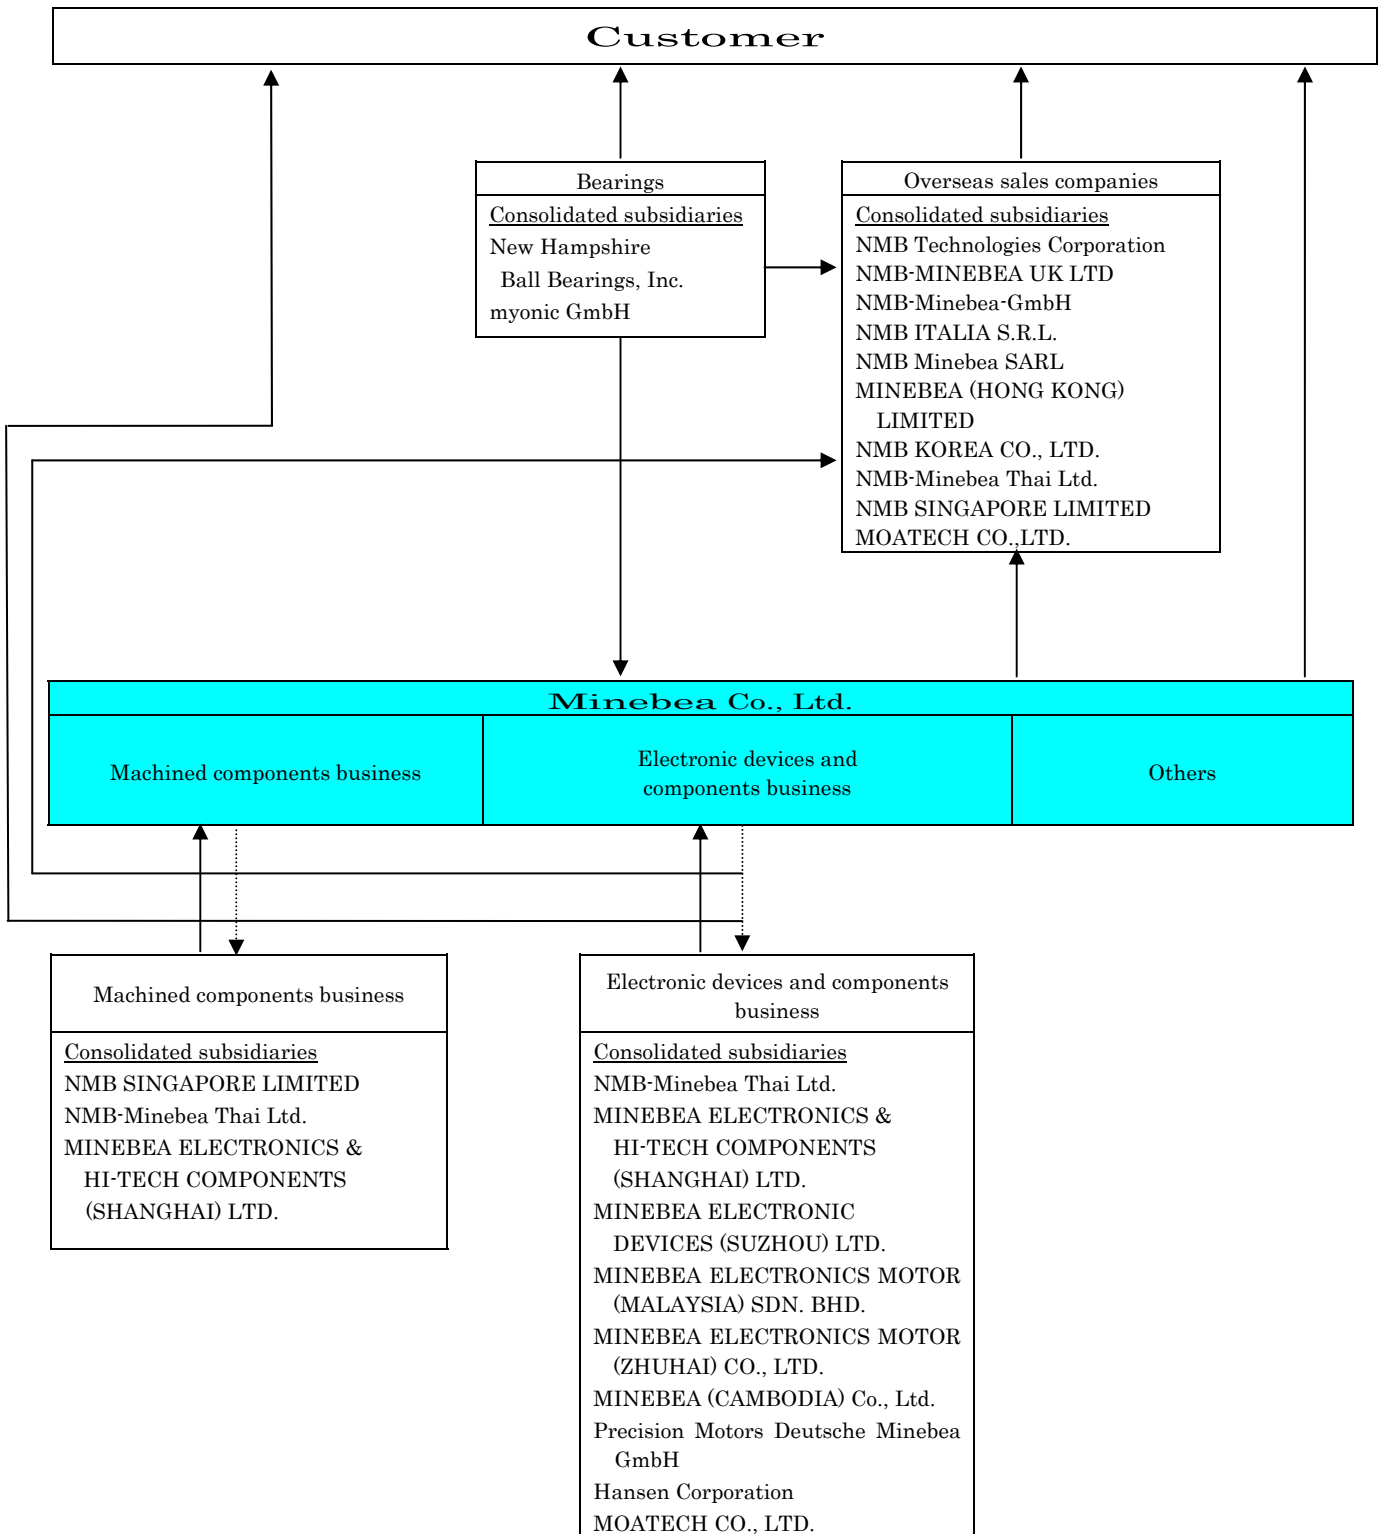 Customer
Bearings
Consolidated subsidiaries
New Hampshire
Ball Bearings, Inc.
myonic GmbH
Overseas sales companies
Consolidated subsidiaries
NMB Technologies Corporation
NMB-MINEBEA UK LTD
NMB-Minebea-GmbH
NMB ITALIA S.R.L.
NMB Minebea SARL
MINEBEA (HONG KONG)
LIMITED
NMB KOREA CO., LTD.
NMB-Minebea Thai Ltd.
NMB SINGAPORE LIMITED
MOATECH CO.,LTD.
Minebea Co., Ltd.
Machined components business
Electronic devices and
components business
Others
Machined components business
Consolidated subsidiaries
NMB SINGAPORE LIMITED
NMB-Minebea Thai Ltd.
MINEBEA ELECTRONICS &
HI-TECH COMPONENTS
(SHANGHAI) LTD.
Electronic devices and components
business
Consolidated subsidiaries
NMB-Minebea Thai Ltd.
MINEBEA ELECTRONICS &
HI-TECH COMPONENTS
(SHANGHAI) LTD.
MINEBEA ELECTRONIC
DEVICES (SUZHOU) LTD.
MINEBEA ELECTRONICS MOTOR
(MALAYSIA) SDN. BHD.
MINEBEA ELECTRONICS MOTOR
(ZHUHAI) CO., LTD.
MINEBEA (CAMBODIA) Co., Ltd.
Precision Motors Deutsche Minebea
GmbH
Hansen Corporation
MOATECH CO., LTD.